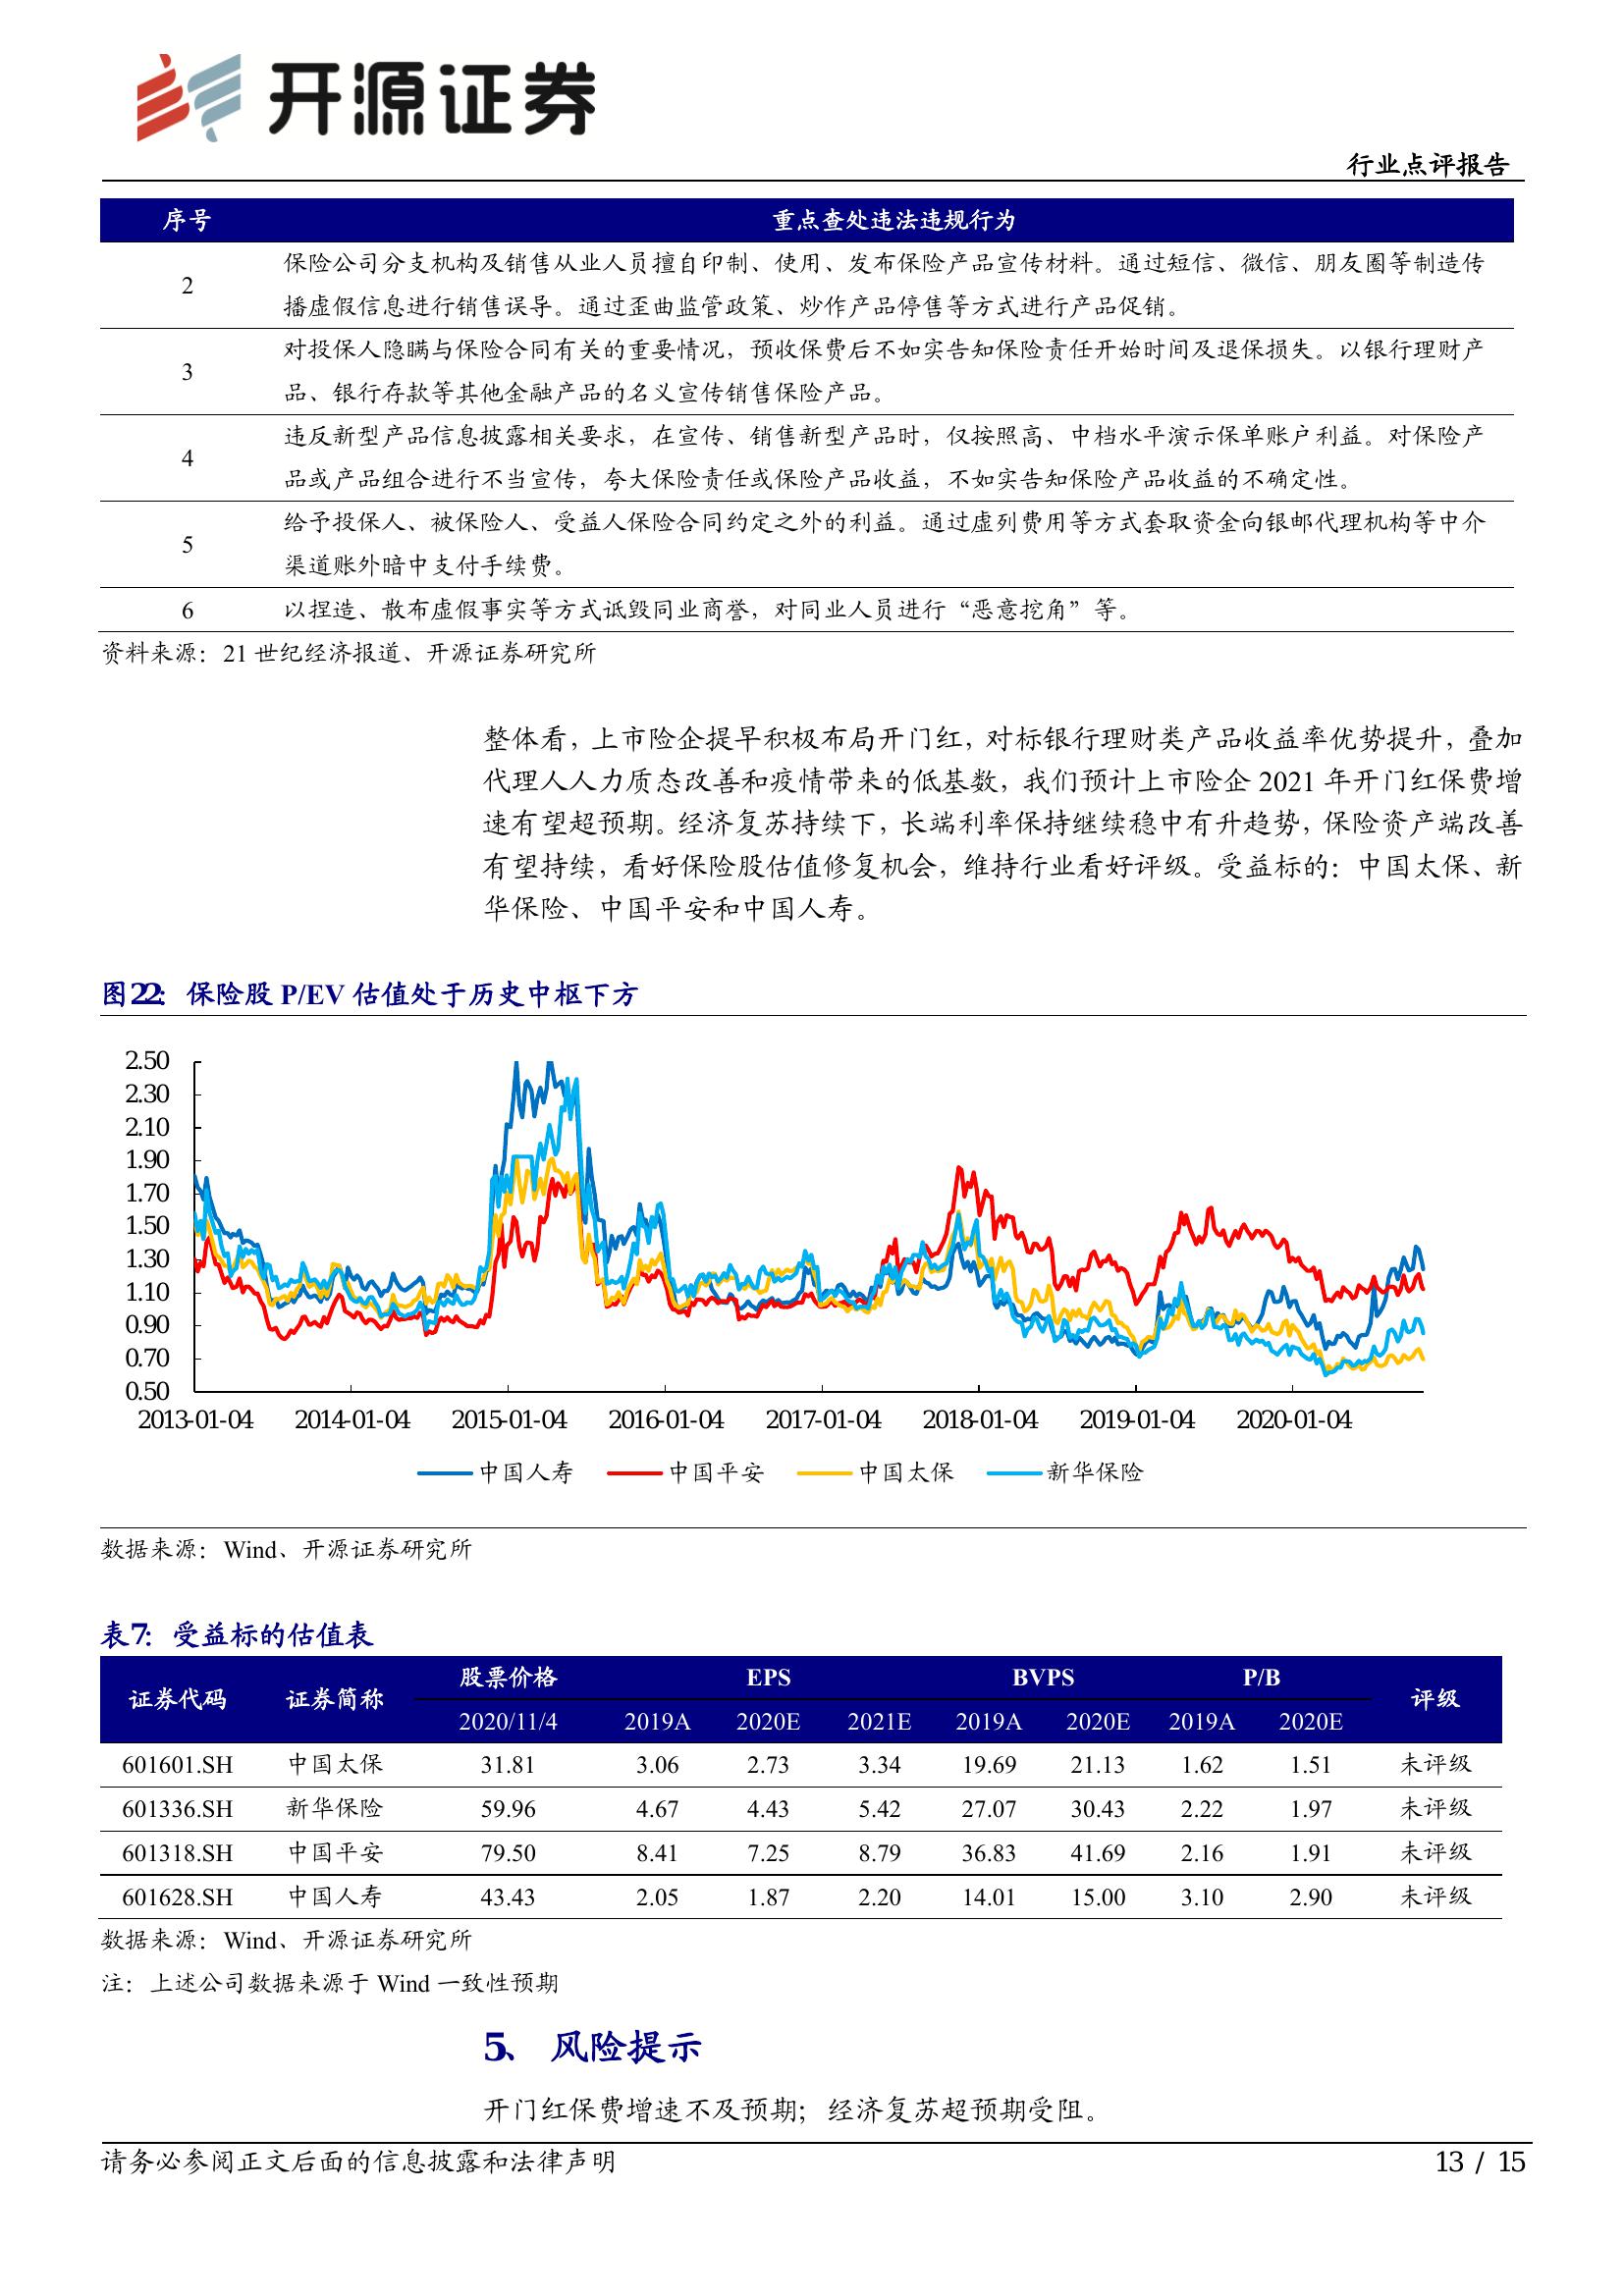 开源证券
行业点评报告
序号 重点查处违法违规行为
2 保险公司分支机构及销售从业人员擅自印制、使用、发布保险产品宣传材料。通过短信、微信、朋友圈等制造传
播虚假信息进行销售误导。通过歪曲监管政策、炒作产品停售等方式进行产品促销。
3 对投保人隐瞒与保险合同有关的重要情况，预收保费后不如实告知保险责任开始时间及退保损失。以银行理财产
品、银行存款等其他金融产品的名义宣传销售保险产品。
4 违反新型产品信息披露相关要求，在宣传、销售新型产品时，仅按照高、中档水平演示保单账户利益。对保险产
品或产品组合进行不当宣传，夸大保险责任或保险产品收益，不如实告知保险产品收益的不确定性。
5 给予投保人、被保险人、受益人保险合同约定之外的利益。通过虚列费用等方式套取资金向银邮代理机构等中介
渠道账外暗中支付手续费。
6 以捏造、散布虚假事实等方式诋毁同业商誉，对同业人员进行“恶意挖角”等。
资料来源：21 世纪经济报道、开源证券研究所
整体看，上市险企提早积极布局开门红，对标银行理财类产品收益率优势提升，叠加
代理人人力质态改善和疫情带来的低基数，我们预计上市险企 2021 年开门红保费增
速有望超预期。经济复苏持续下，长端利率保持继续稳中有升趋势，保险资产端改善
有望持续，看好保险股估值修复机会，维持行业看好评级。受益标的：中国太保、新
华保险、中国平安和中国人寿。
图22： 保险股 P/EV 估值处于历史中枢下方
2.50
2.30
2.10
1.90
1.70
1.50
1.30
1.10
0.90
0.70
0.50
2013-01-04 2014-01-04 2015-01-04 2016-01-04 2017-01-04 2018-01-04 2019-01-04 2020-01-04
中国人寿 中国平安 中国太保 新华保险
数据来源：Wind、开源证券研究所
表7： 受益标的估值表
证券代码 证券简称 股票价格 EPS BVPS P/B 评级
2020/11/4 2019A 2020E 2021E 2019A 2020E 2019A 2020E
601601.SH 中国太保 31.81 3.06 2.73 3.34 19.69 21.13 1.62 1.51 未评级
601336.SH 新华保险 59.96 4.67 4.43 5.42 27.07 30.43 2.22 1.97 未评级
601318.SH 中国平安 79.50 8.41 7.25 8.79 36.83 41.69 2.16 1.91 未评级
601628.SH 中国人寿 43.43 2.05 1.87 2.20 14.01 15.00 3.10 2.90 未评级
数据来源：Wind、开源证券研究所
注：上述公司数据来源于 Wind 一致性预期
5、 风险提示
开门红保费增速不及预期；经济复苏超预期受阻。
请务必参阅正文后面的信息披露和法律声明 13 / 15